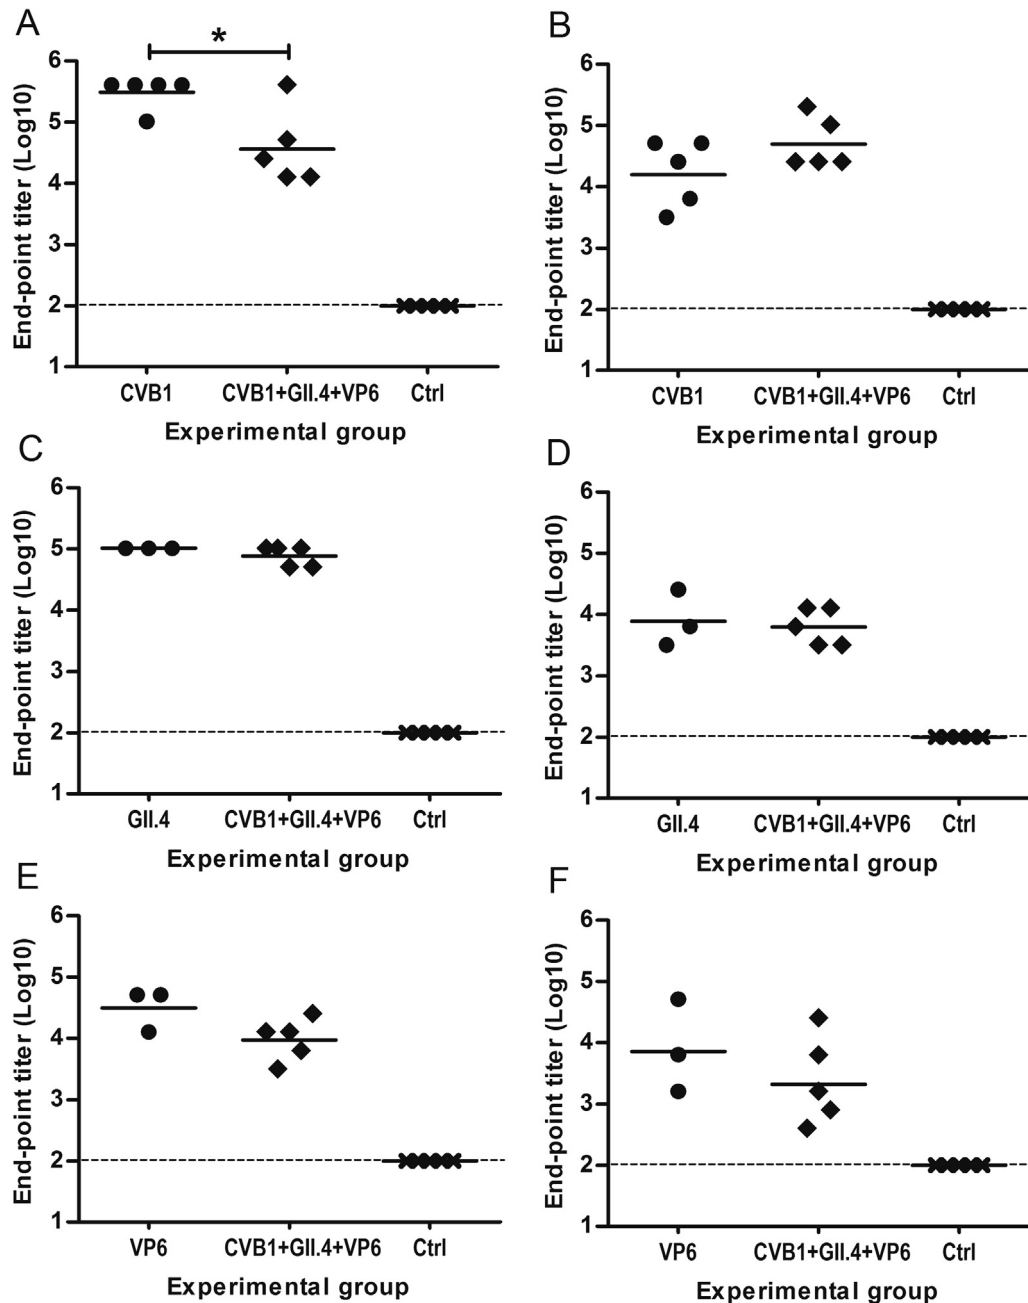 A
*
End-point titer (Log10)
6
5
4
3
2
1
CVB1 CVB1+GII.4+VP6 Ctrl
Experimental group
B
End-point titer (Log10)
6
5
4
3
2
1
CVB1 CVB1+GII.4+VP6 Ctrl
Experimental group
C
End-point titer (Log10)
6
5
4
3
2
1
GII.4 CVB1+GII.4+VP6 Ctrl
Experimental group
D
End-point titer (Log10)
6
5
4
3
2
1
GII.4 CVB1+GII.4+VP6 Ctrl
Experimental group
E
End-point titer (Log10)
6
5
4
3
2
1
VP6 CVB1+GII.4+VP6 Ctrl
Experimental group
F
End-point titer (Log10)
6
5
4
3
2
1
VP6 CVB1+GII.4+VP6 Ctrl
Experimental group